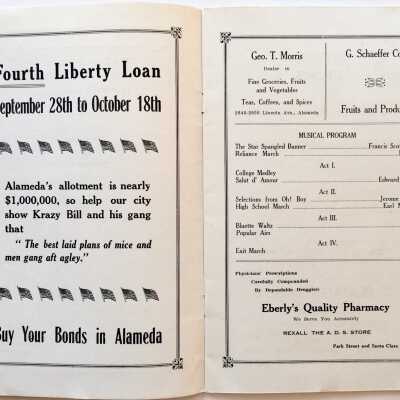 Fourth Liberty Loan
September 28th to October 18th
Alameda's allotment is nearly
$1,000,000, so help our city
show Krazy Bill and his gang
that
" The best laid plans of mice and
men gang aft agley."
Buy Your Bonds in Alameda
Geo. T. Morris
Dealer in
Fine Groceries, Fruits
and Vegetables
Teas, Coffees, and Spices
Lincoln Ave., Alameda
G. Schaeffer Co
Fruits and Produ
MUSICAL PROGRAM
The Star Spangled Banner Francis Sco
Reliance March
Act I.
College Medley
Salut d' Amour Edward
Act II.
Selections from Oh! Boy Jerome
High School March Earl
Act III.
Bluette Waltz
Popular Airs
Act IV.
Exit March
Physicians' Prescriptions
Carefully Compounded
By Dependable Druggists
Eberly's Quality Pharmacy
We Serve You Accurately
REXALL THE A. D. S. STORE
Park Street and Santa Clara